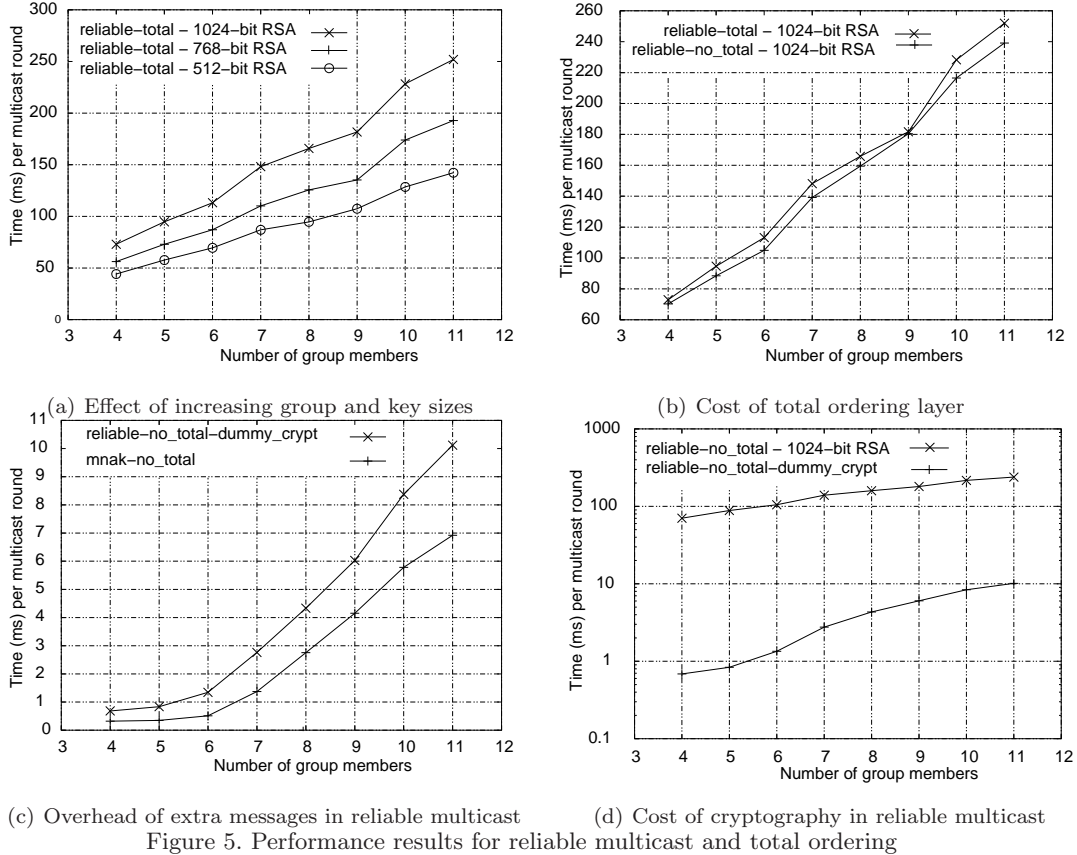 300
250
200
150
100
50
0
Time (ms) per multicast round
reliable-total - 1024-bit RSA
reliable-total - 768-bit RSA
reliable-total - 512-bit RSA
3 4 5 6 7 8 9 10 11 12
Number of group members
(a) Effect of increasing group and key sizes
260
240
220
200
180
160
140
120
100
80
60
Time (ms) per multicast round
reliable-total - 1024-bit RSA
reliable-no_total - 1024-bit RSA
3 4 5 6 7 8 9 10 11 12
Number of group members
(b) Cost of total ordering layer
11
10
9
8
7
6
5
4
3
2
1
0
Time (ms) per multicast round
reliable-no_total-dummy_crypt
mnak-no_total
3 4 5 6 7 8 9 10 11 12
Number of group members
(c) Overhead of extra messages in reliable multicast
1000
100
10
1
0.1
Time (ms) per multicast round
reliable-no_total - 1024-bit RSA
reliable-no_total-dummy_crypt
3 4 5 6 7 8 9 10 11 12
Number of group members
(d) Cost of cryptography in reliable multicast
Figure 5. Performance results for reliable multicast and total ordering